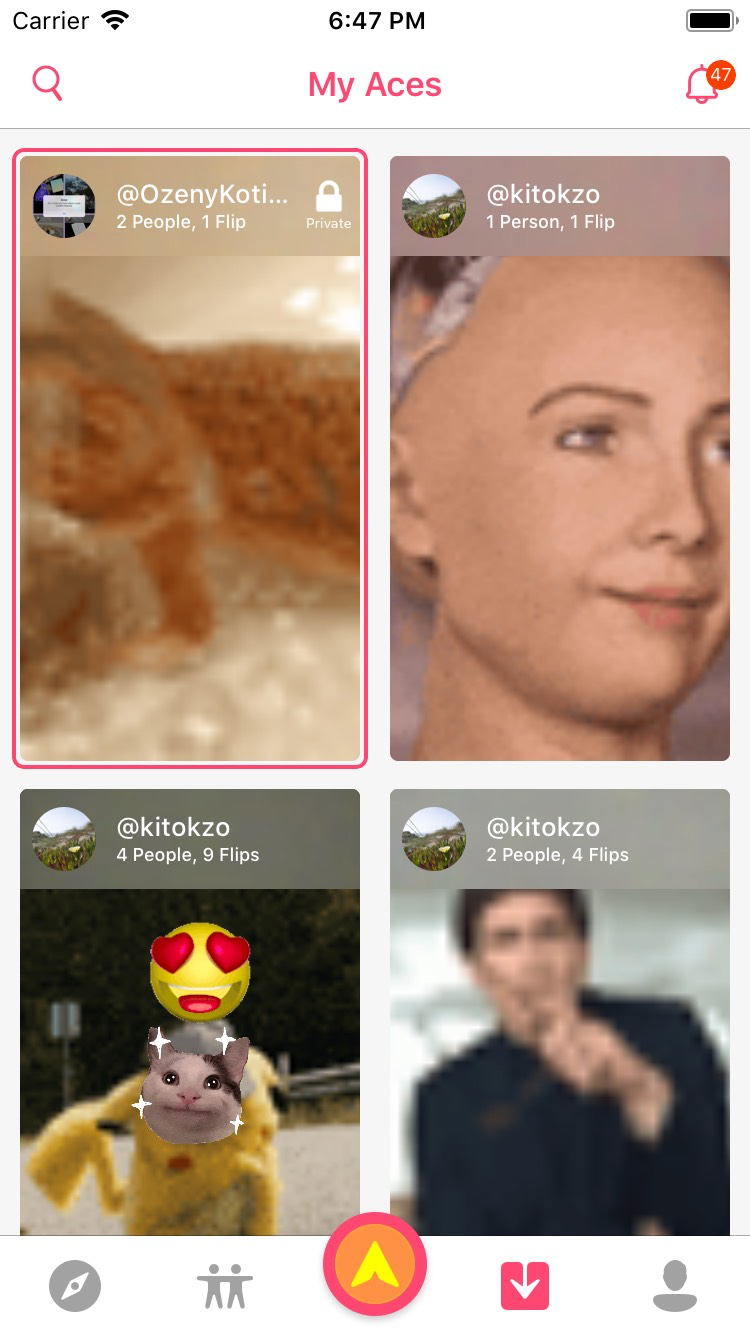 Carrier 6:47 PM
My Aces
47
@OzenyKoti...
2 People, 1 Flip
Private
@kitokzo
1 Person, 1 Flip
@kitokzo
4 People, 9 Flips
@kitokzo
2 People, 4 Flips